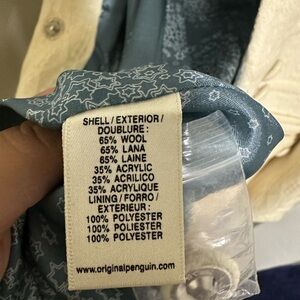 SHELL / EXTERIOR /
DOUBLURE :
65% WOOL
65% LANA
65% LAINE
35% ACRYLIC
35% ACRILICO
35% ACRYLIQUE
LINING / FORRO /
EXTERIEUR :
100% POLYESTER
100% POLIESTER
100% POLYESTER
www.originalpenguin.com